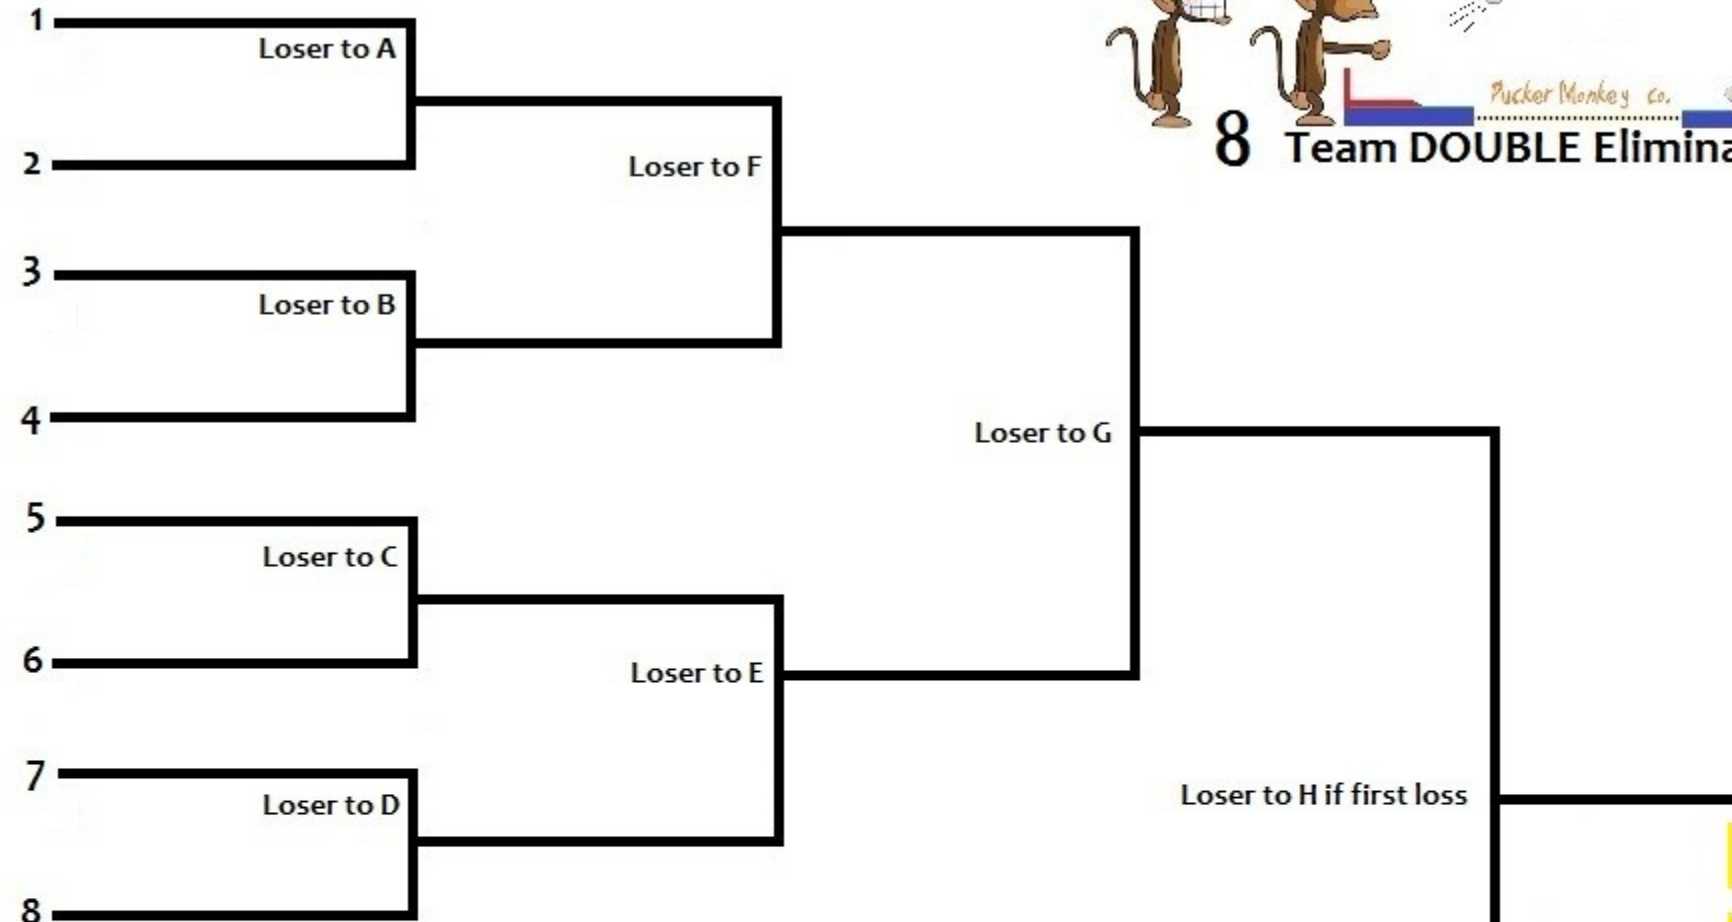 1
Loser to A
2
Loser to F
3
Loser to B
4
Loser to G
5
Loser to C
6
Loser to E
7
Loser to D
8
Loser to H if first loss
Pucker Monkey Co.
8 Team DOUBLE